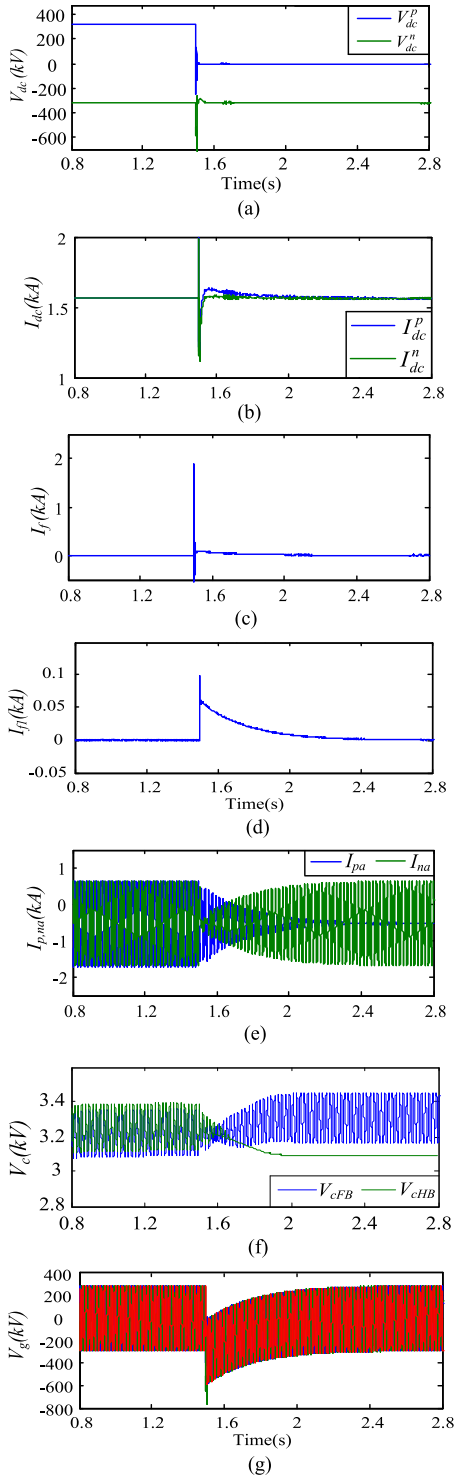 400
200
0
-200
-400
-600
V_dc (kV)
V_dc^p
V_dc^n
0.8 1.2 1.6 2 2.4 2.8
Time(s)
(a)
2
1.5
1
I_dc(kA)
I_dc^p
I_dc^n
0.8 1.2 1.6 2 2.4 2.8
(b)
2
1
0
I_f(kA)
0.8 1.2 1.6 2 2.4 2.8
(c)
0.1
0.05
0
-0.05
I_fl(kA)
0.8 1.2 1.6 2 2.4 2.8
Time(s)
(d)
1
0
-1
-2
I_p,na(kA)
I_pa I_na
0.8 1.2 1.6 2 2.4 2.8
(e)
3.4
3.2
3
V_c(kV)
V_cFB V_cHB
0.8 1.2 1.6 2 2.4 2.8
(f)
400
200
0
-200
-400
-600
-800
V_g(kV)
0.8 1.2 1.6 2 2.4 2.8
(g)